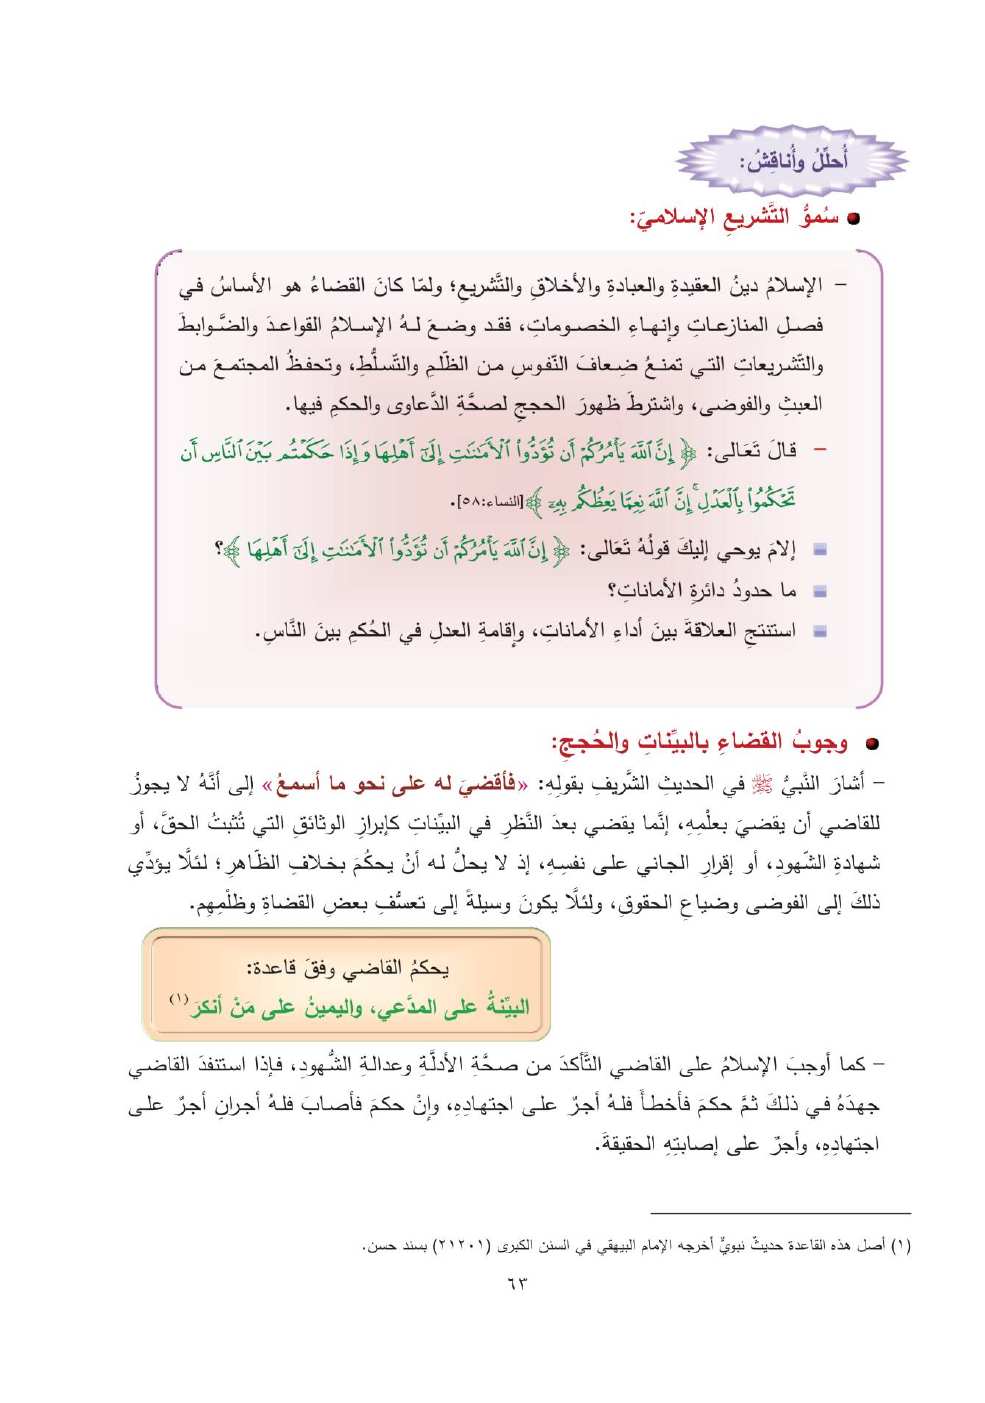 أُحلِّلُ وأُناقِشُ:
● سُموُّ التَّشريعِ الإسلاميّ:
– الإسلامُ دينُ العقيدةِ والعبادةِ والأخلاقِ والتَّشريعِ؛ ولمّا كانَ القضاءُ هو الأساسُ في
فصلِ المنازعاتِ وإنهاءِ الخصوماتِ، فقد وضعَ لهُ الإسلامُ القواعدَ والضَّوابطَ
والتَّشريعاتِ التي تمنعُ ضِعافَ النّفوسِ من الظّلمِ والتَّسلُّطِ، وتحفظُ المجتمعَ من
العبثِ والفوضى، واشترطَ ظهورَ الحججِ لصحَّةِ الدَّعاوى والحكمِ فيها.
– قالَ تَعَالى: ﴿ إِنَّ ٱللَّهَ يَأْمُرُكُمْ أَن تُؤَدُّوا۟ ٱلْأَمَـٰنَـٰتِ إِلَىٰٓ أَهْلِهَا وَإِذَا حَكَمْتُم بَيْنَ ٱلنَّاسِ أَن
تَحْكُمُوا۟ بِٱلْعَدْلِ ۚ إِنَّ ٱللَّهَ نِعِمَّا يَعِظُكُم بِهِۦٓ ﴾[النساء:٥٨].
إلامَ يوحي إليكَ قولُهُ تَعَالى: ﴿ إِنَّ ٱللَّهَ يَأْمُرُكُمْ أَن تُؤَدُّوا۟ ٱلْأَمَـٰنَـٰتِ إِلَىٰٓ أَهْلِهَا ﴾؟
ما حدودُ دائرةِ الأماناتِ؟
استنتجِ العلاقةَ بينَ أداءِ الأماناتِ، وإقامةِ العدلِ في الحُكمِ بينَ النَّاسِ.
● وجوبُ القضاءِ بالبيِّناتِ والحُججِ:
– أشارَ النَّبيُّ ﷺ في الحديثِ الشَّريفِ بقولِهِ: «فأقضيَ له على نحو ما أسمعُ» إلى أنَّهُ لا يجوزُ
للقاضي أن يقضيَ بعلْمِهِ، إنَّما يقضي بعدَ النَّظرِ في البيّناتِ كإبرازِ الوثائقِ التي تُثبتُ الحقَّ، أو
شهادةِ الشّهودِ، أو إقرارِ الجاني على نفسِهِ، إذ لا يحلُّ له أنْ يحكُمَ بخلافِ الظّاهرِ؛ لئلَّا يؤدِّي
ذلكَ إلى الفوضى وضياعِ الحقوقِ، ولئلَّا يكونَ وسيلةً إلى تعسُّفِ بعضِ القضاةِ وظلْمِهِم.
يحكمُ القاضي وفقَ قاعدة:
البيِّنةُ على المدَّعي، واليمينُ على مَنْ أنكرَ (١)
– كما أوجبَ الإسلامُ على القاضي التَّأكدَ من صحَّةِ الأدلَّةِ وعدالةِ الشُّهودِ، فإذا استنفدَ القاضي
جهدَهُ في ذلكَ ثمَّ حكمَ فأخطأَ فلهُ أجرٌ على اجتهادِهِ، وإنْ حكمَ فأصابَ فلهُ أجرانِ أجرٌ على
اجتهادِهِ، وأجرٌ على إصابتِهِ الحقيقةَ.
(١) أصل هذه القاعدة حديثٌ نبويٌّ أخرجه الإمام البيهقي في السنن الكبرى (٢١٢٠١) بسند حسن.
٦٣